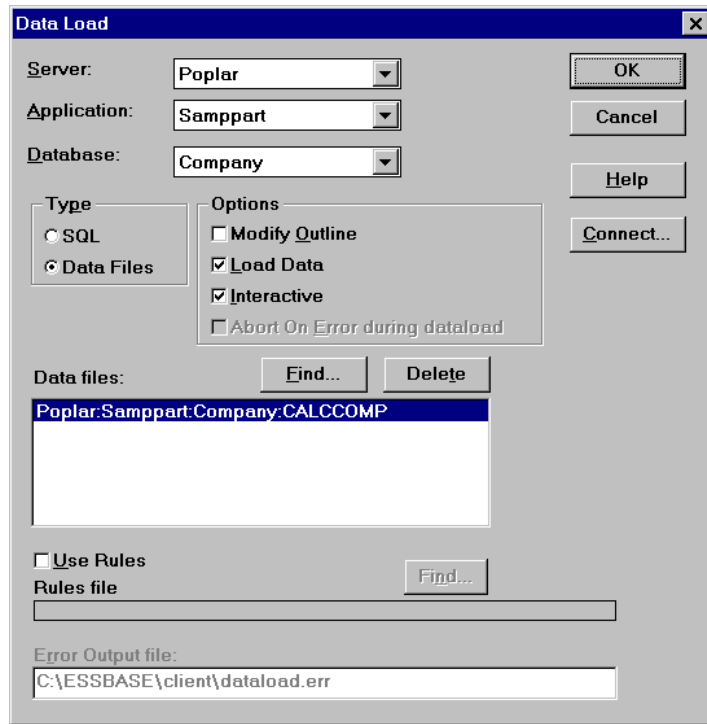 Data Load
Server: Poplar OK
Application: Samppart Cancel
Database: Company
Help
Type Options
SQL Modify Outline Connect...
Data Files Load Data
Interactive
Abort On Error during dataload
Data files: Find... Delete
Poplar:Samppart:Company:CALCCOMP
Use Rules
Find...
Rules file
Error Output file:
C:\ESSBASE\client\dataload.err